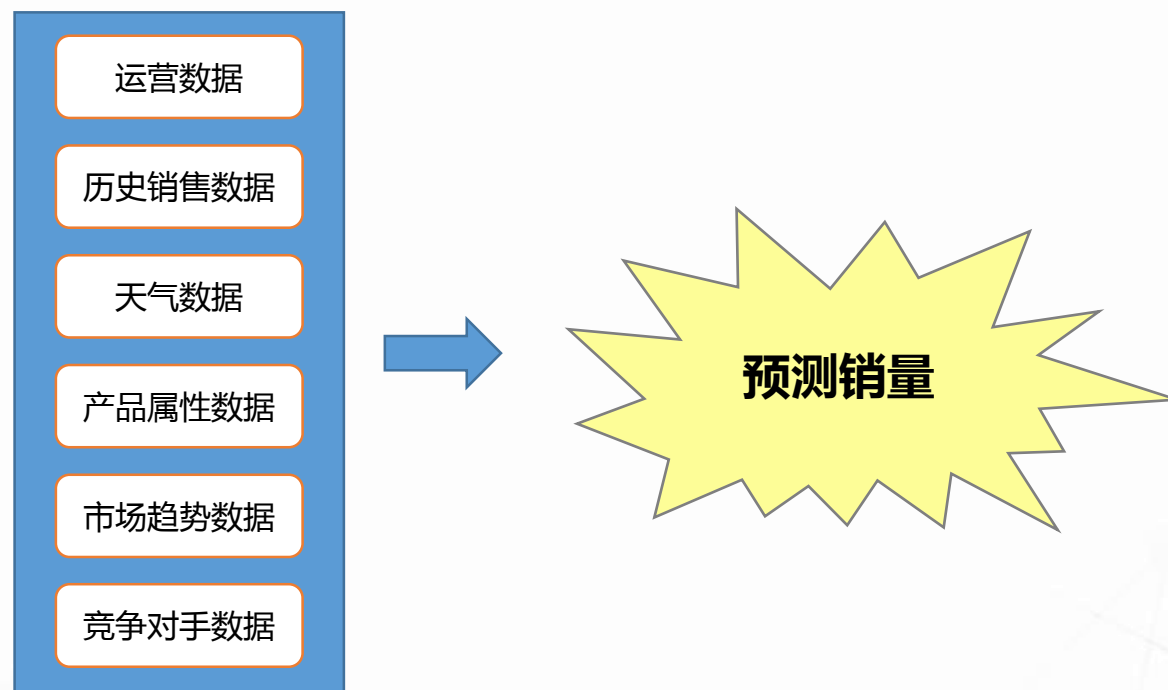 运营数据
历史销售数据
天气数据
产品属性数据
市场趋势数据
竞争对手数据
预测销量